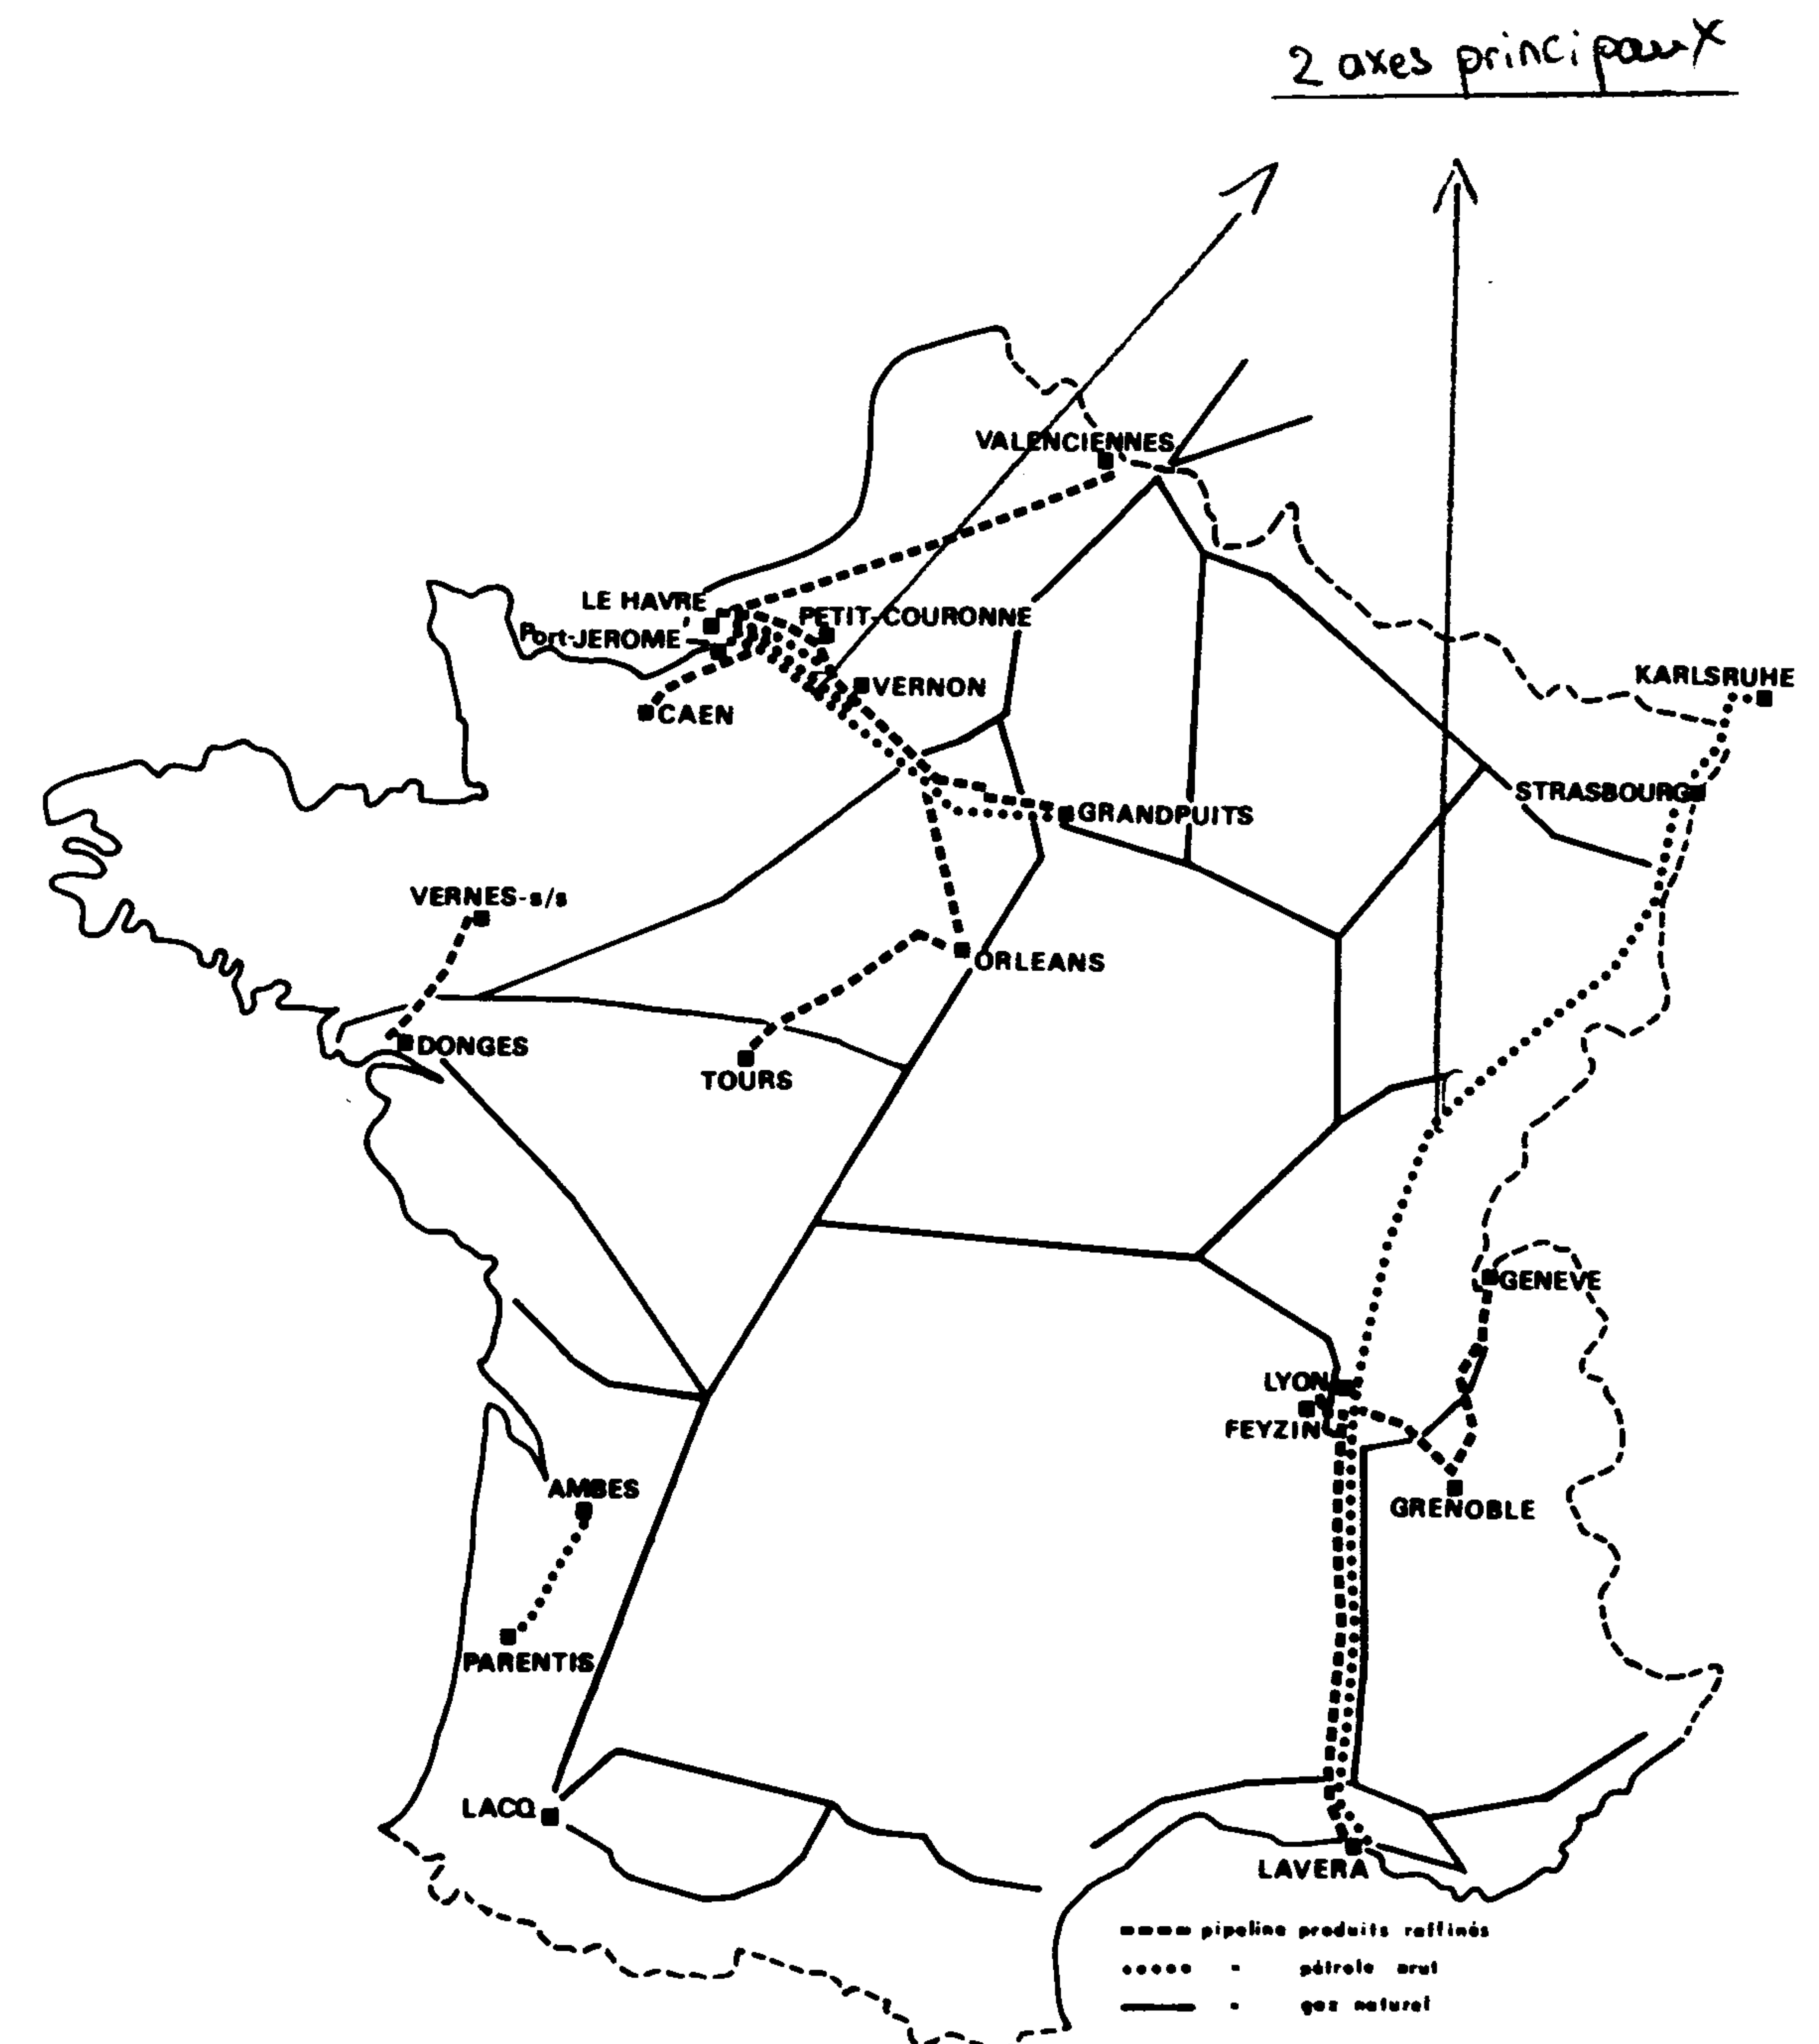 2 axes principaux
VALENCIENNES
LE HAVRE
PETIT-COURONNE
Port-JEROME
KARLSRUHE
VERNON
CAEN
STRASBOURG
GRANDPUITS
VERNES-s/s
ORLEANS
DONGES
TOURS
GENEVE
LYON
FEYZIN
AMBES
GRENOBLE
PARENTIS
LACQ
LAVERA
pipeline produits raffinés
" pétrole brut
" gaz naturel